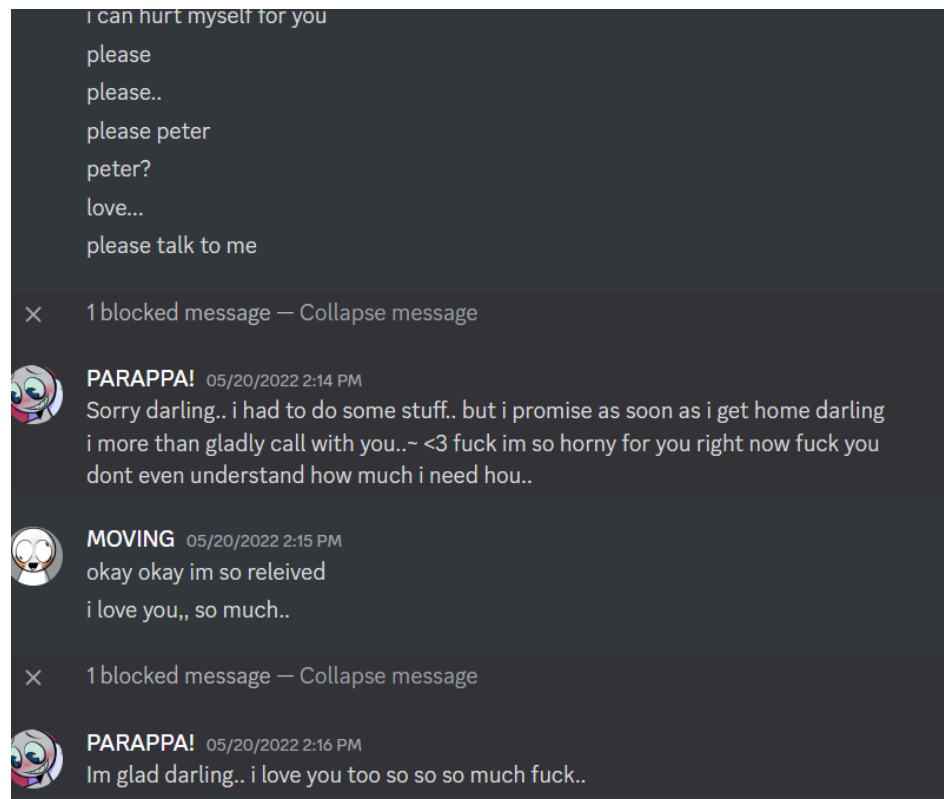 i can hurt myself for you
please
please..
please peter
peter?
love...
please talk to me
1 blocked message — Collapse message
PARAPPA! 05/20/2022 2:14 PM
Sorry darling.. i had to do some stuff.. but i promise as soon as i get home darling
i more than gladly call with you..~ <3 fuck im so horny for you right now fuck you
dont even understand how much i need hou..
MOVING 05/20/2022 2:15 PM
okay okay im so releived
i love you,, so much..
1 blocked message — Collapse message
PARAPPA! 05/20/2022 2:16 PM
Im glad darling.. i love you too so so so much fuck..